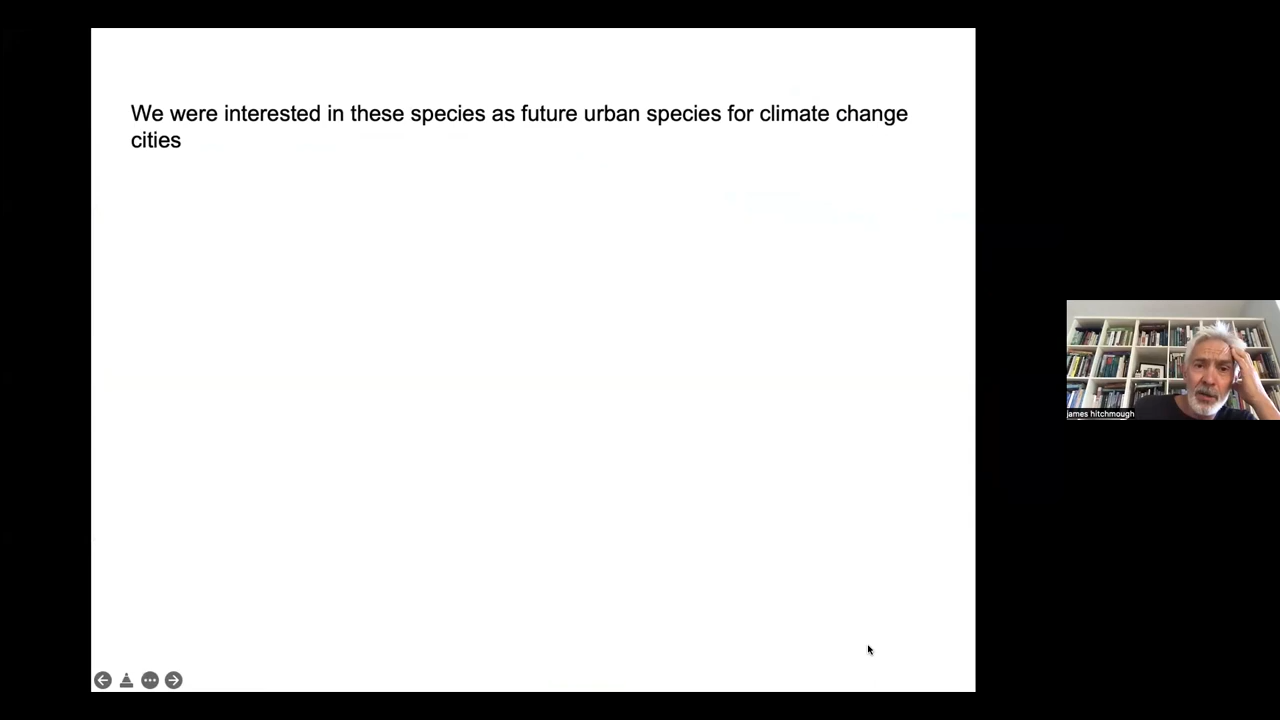 We were interested in these species as future urban species for climate change
cities
james hitchmough